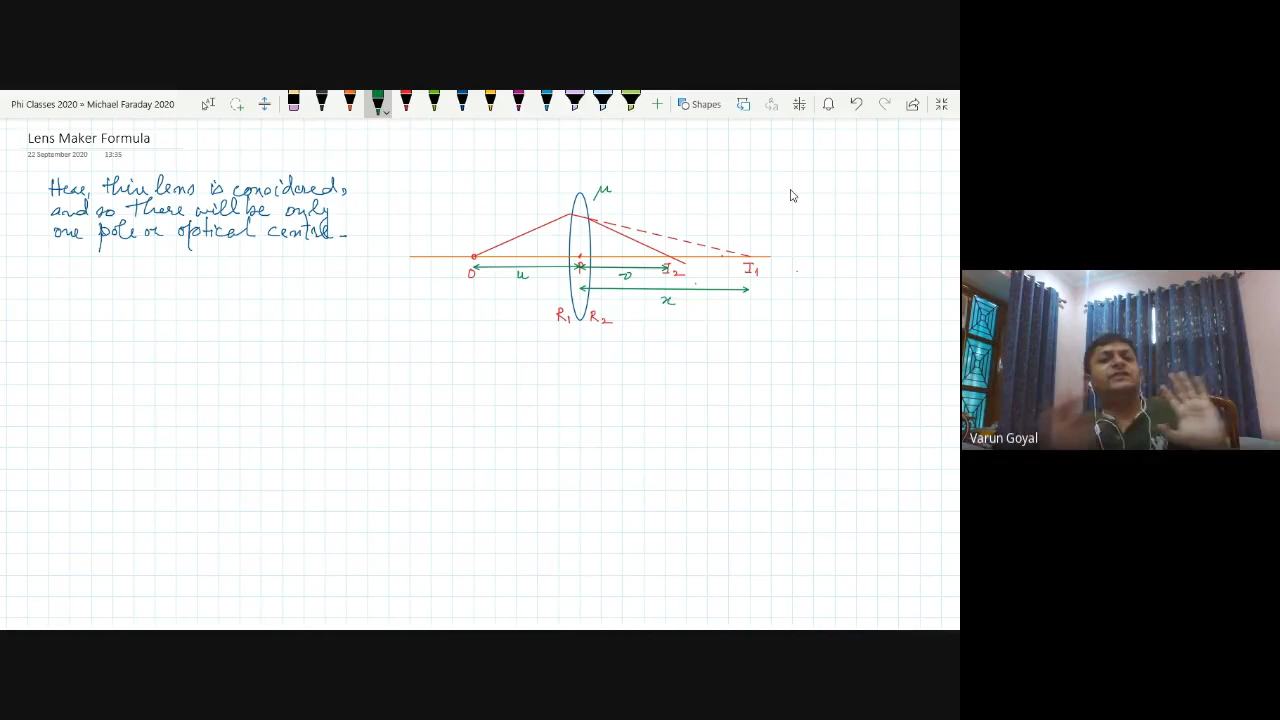 Phi Classes 2020 » Michael Faraday 2020
Shapes
Lens Maker Formula
22 September 2020 13:35
Here, thin lens is considered,
and so there will be only
one pole or optical centre.
μ
O
u
P
v
I2
I1
x
R1 R2
Varun Goyal